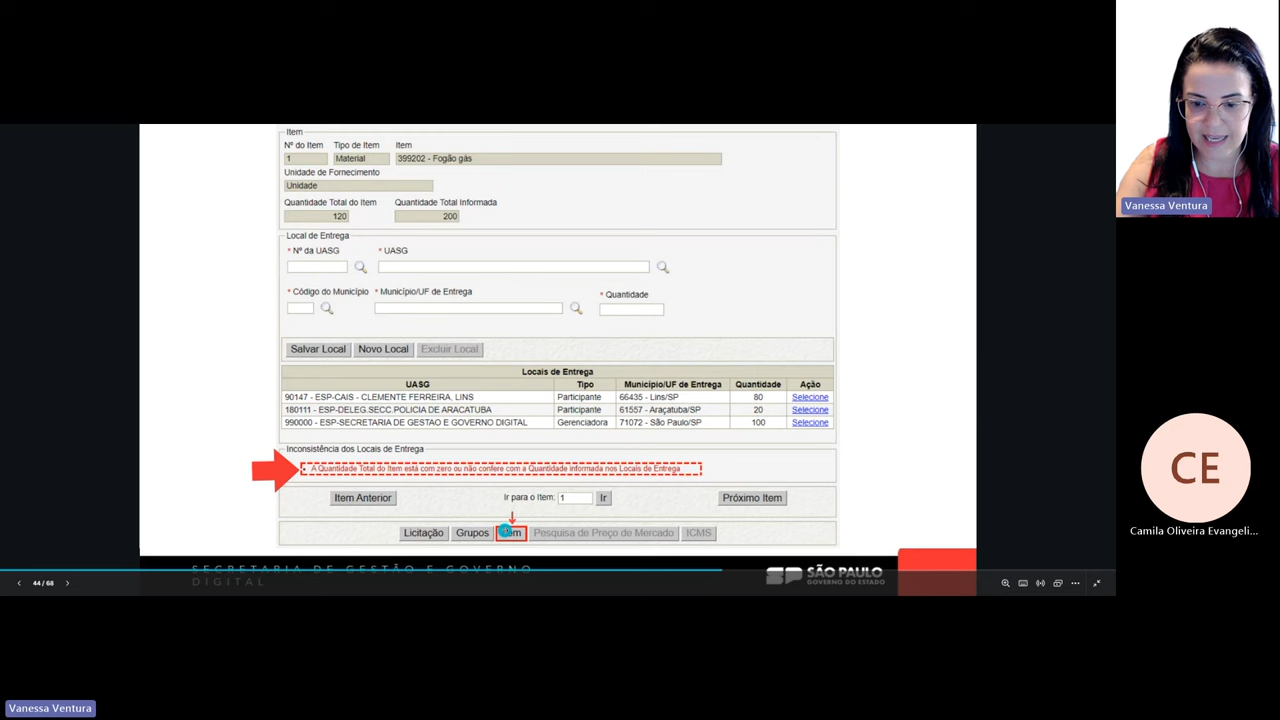 Item
Nº do Item Tipo de Item Item
1 Material 399202 - Fogão gás
Unidade de Fornecimento
Unidade
Quantidade Total do Item Quantidade Total Informada
120 200
Local de Entrega
* Nº da UASG * UASG
* Código do Município * Município/UF de Entrega * Quantidade
Salvar Local Novo Local Excluir Local
Locais de Entrega
UASG Tipo Município/UF de Entrega Quantidade Ação
90147 - ESP-CAIS - CLEMENTE FERREIRA, LINS Participante 66435 - Lins/SP 80 Selecione
180111 - ESP-DELEG.SECC.POLICIA DE ARACATUBA Participante 61557 - Araçatuba/SP 20 Selecione
990000 - ESP-SECRETARIA DE GESTAO E GOVERNO DIGITAL Gerenciadora 71072 - São Paulo/SP 100 Selecione
Inconsistência dos Locais de Entrega
• A Quantidade Total do Item está com zero ou não confere com a Quantidade informada nos Locais de Entrega
Item Anterior Ir para o Item: 1 Ir Próximo Item
Licitação Grupos Pesquisa de Preço de Mercado ICMS
SECRETARIA DE GESTÃO E GOVERNO
DIGITAL
SÃO PAULO
GOVERNO DO ESTADO
44/68
Vanessa Ventura
CE
Camila Oliveira Evangeli...
Vanessa Ventura